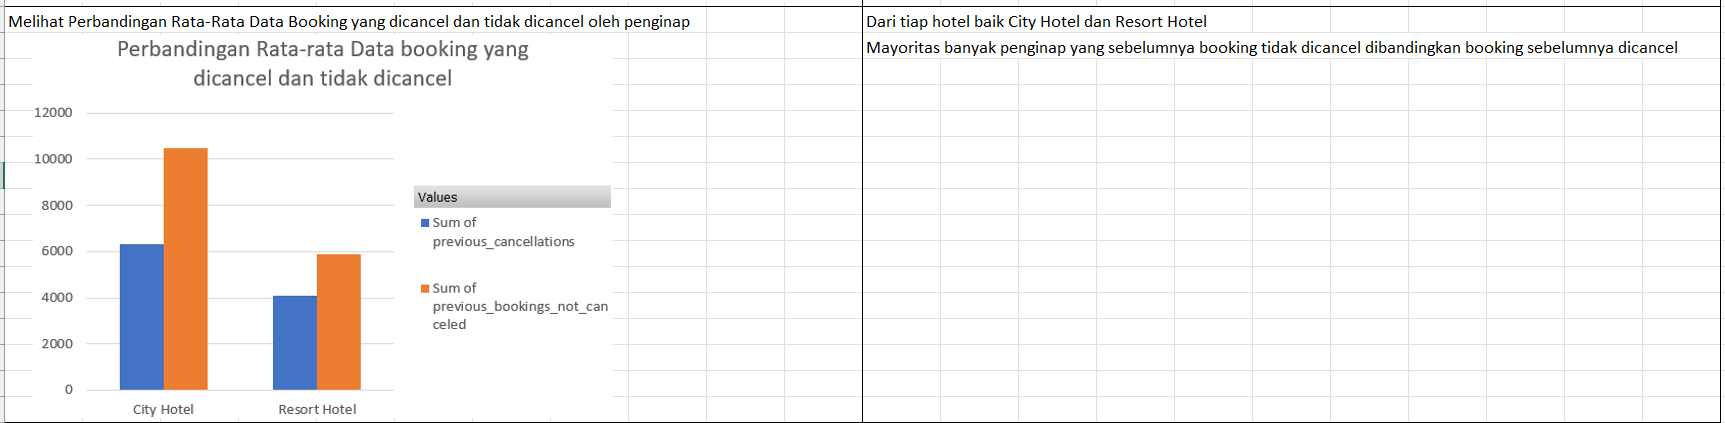 Melihat Perbandingan Rata-Rata Data Booking yang dicancel dan tidak dicancel oleh penginap
Dari tiap hotel baik City Hotel dan Resort Hotel
Mayoritas banyak penginap yang sebelumnya booking tidak dicancel dibandingkan booking sebelumnya dicancel
Perbandingan Rata-rata Data booking yang
dicancel dan tidak dicancel
12000
10000
8000
6000
4000
2000
0
City Hotel
Resort Hotel
Values
Sum of
previous_cancellations
Sum of
previous_bookings_not_can
celed